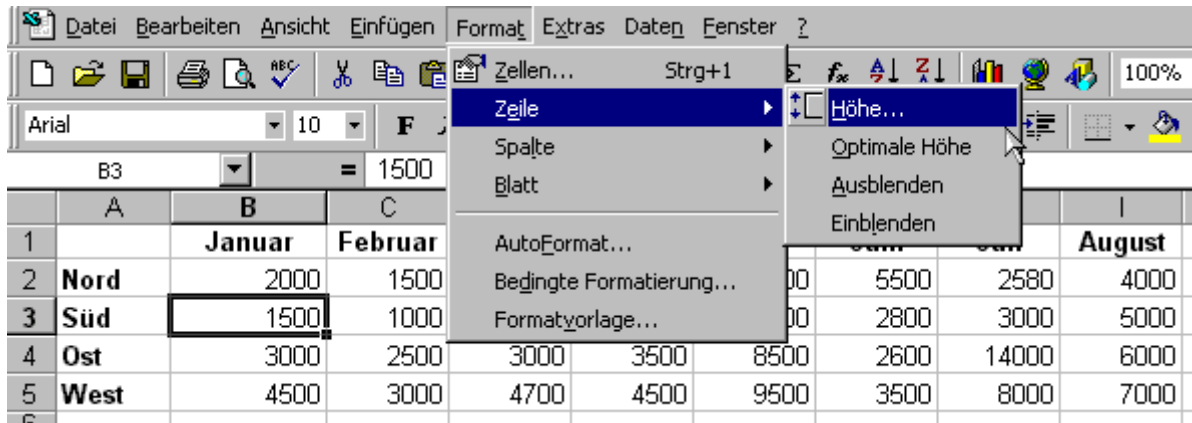 Datei Bearbeiten Ansicht Einfügen Format Extras Daten Fenster ?
ABC Zellen... Strg+1 Σ 100%
Arial 10 F Zeile Höhe...
Spalte Optimale Höhe
B3 = 1500 Blatt Ausblenden
A B C Einblenden I
1 Januar Februar AutoFormat... August
2 Nord 2000 1500 Bedingte Formatierung... 00 5500 2580 4000
3 Süd 1500 1000 Formatvorlage... 00 2800 3000 5000
4 Ost 3000 2500 3000 3500 8500 2600 14000 6000
5 West 4500 3000 4700 4500 9500 3500 8000 7000